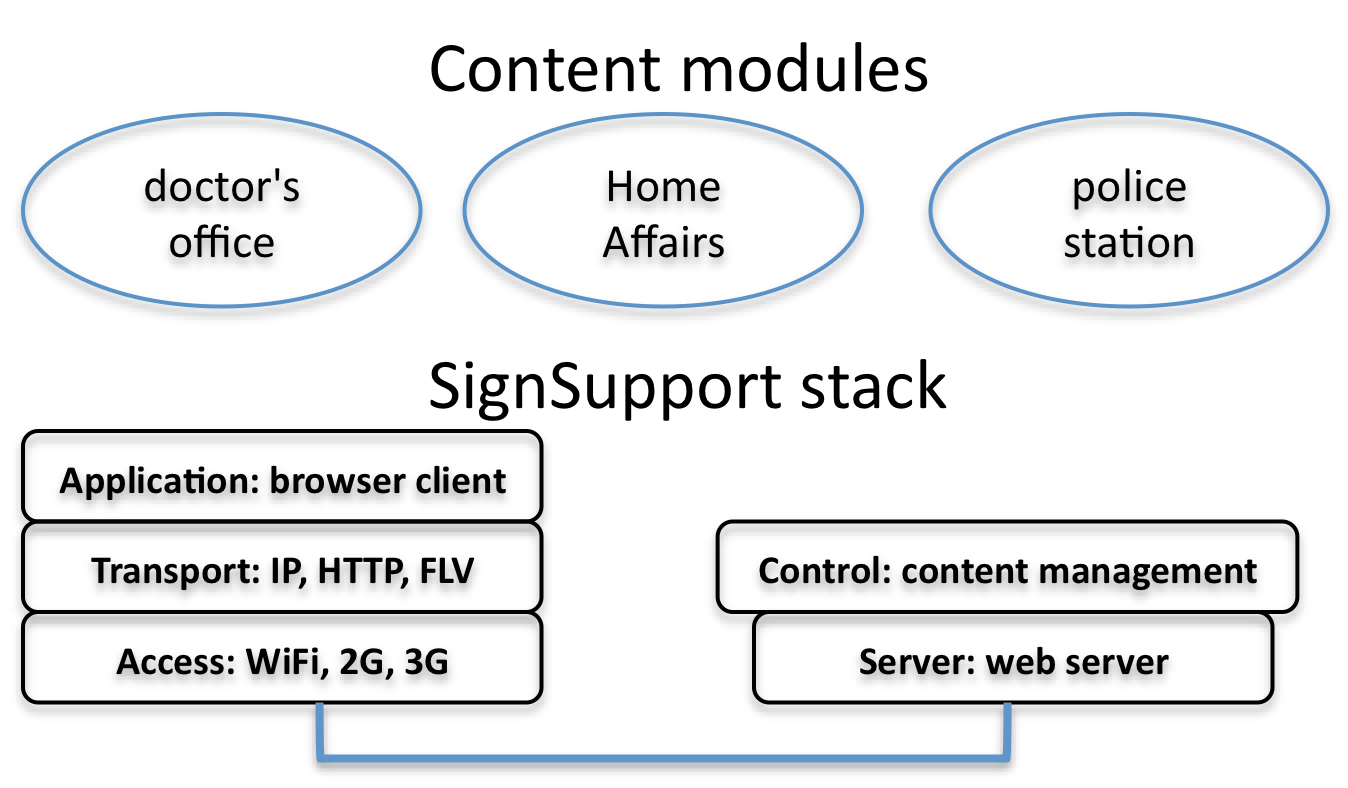 Content modules
doctor's
office
Home
Affairs
police
station
SignSupport stack
Application: browser client
Transport: IP, HTTP, FLV
Access: WiFi, 2G, 3G
Control: content management
Server: web server